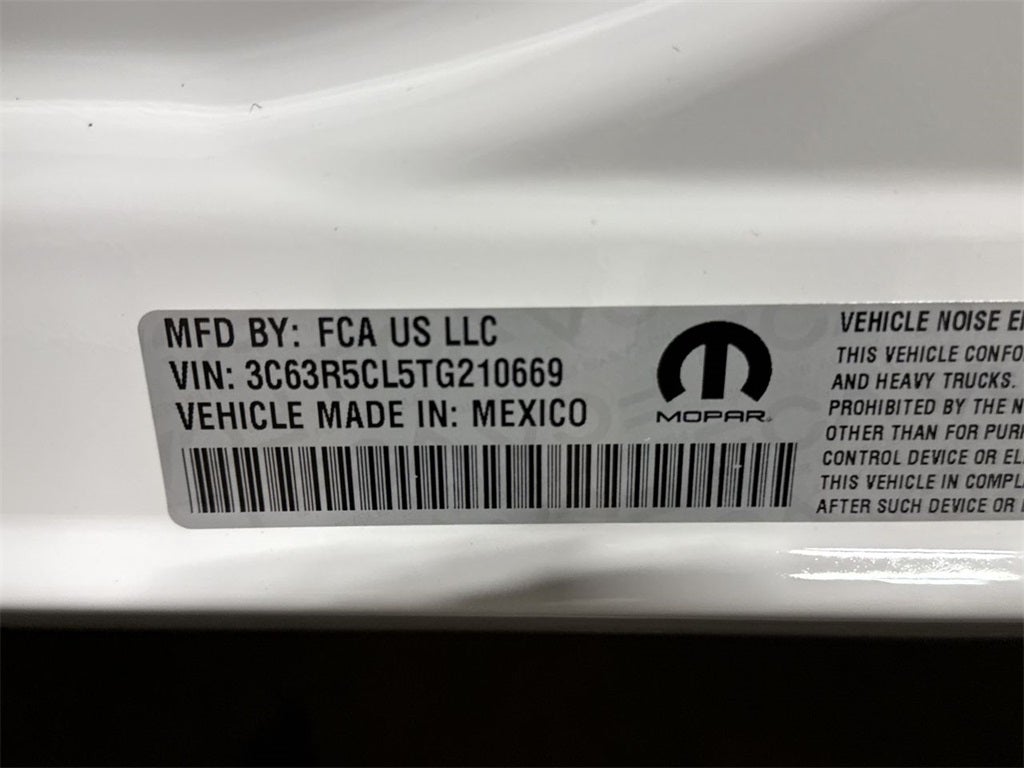 MFD BY: FCA US LLC
VIN: 3C63R5CL5TG210669
VEHICLE MADE IN: MEXICO
MOPAR
VEHICLE NOISE
THIS VEHICLE
AND HEAVY TRUCKS.
PROHIBITED BY THE
OTHER THAN FOR
CONTROL DEVICE OR
THIS VEHICLE IN
AFTER SUCH DEVICE OR